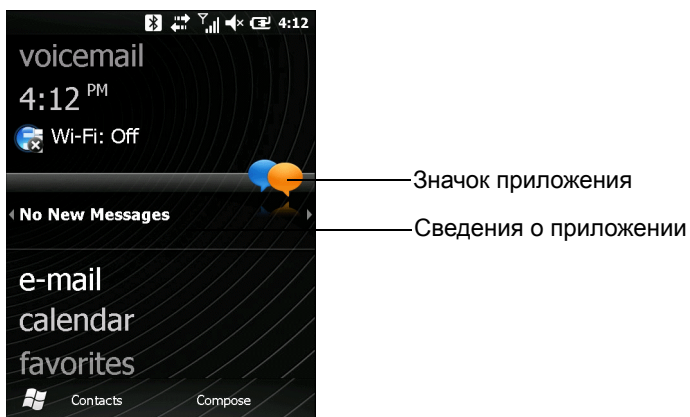 4:12
voicemail
4:12 PM
Wi-Fi: Off
Значок приложения
No New Messages
Сведения о приложении
e-mail
calendar
favorites
Contacts Compose